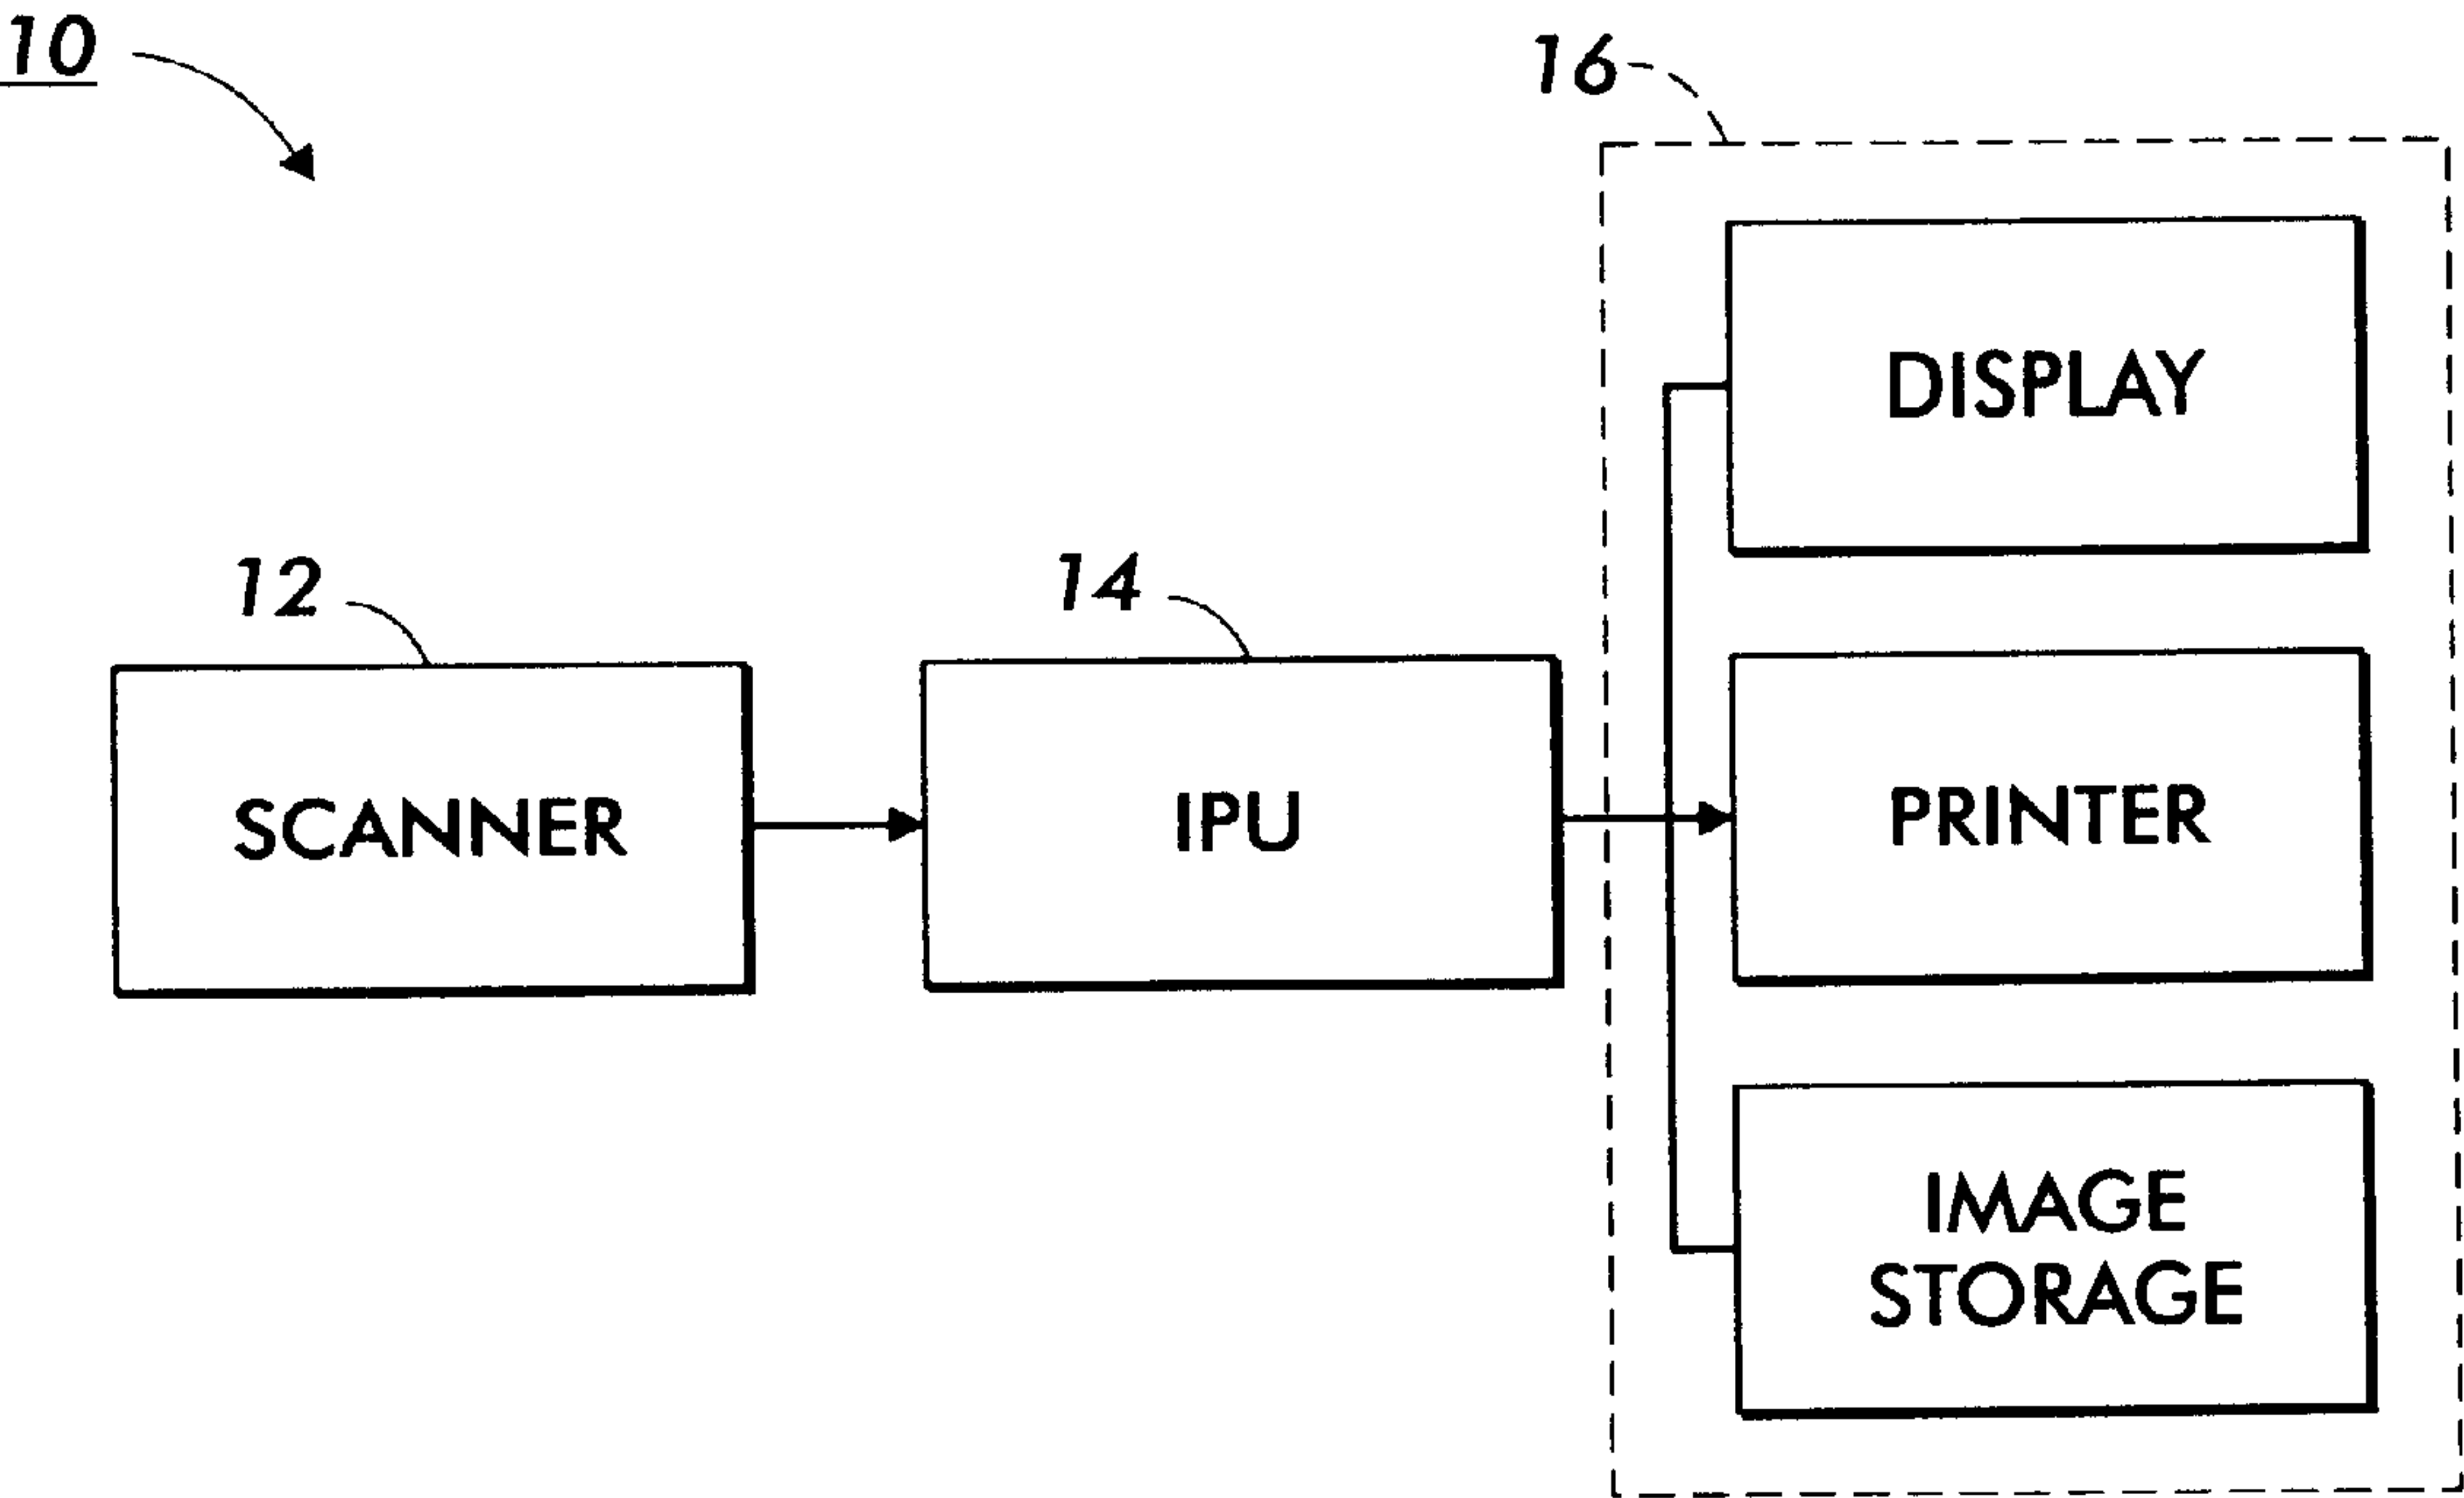 10
16
DISPLAY
12
14
SCANNER
IPU
PRINTER
IMAGE
STORAGE